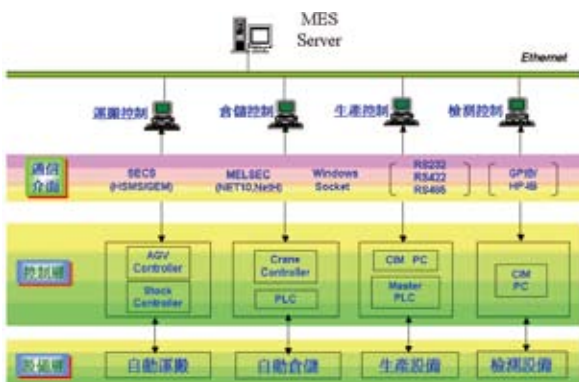 MES
Server
Ethernet
運搬控制
倉儲控制
生產控制
檢測控制
通信
介面
SECS
(HSMS/GEM)
MELSEC
(NET10,NetH)
Windows
Socket
RS232
RS422
RS485
GPIB/
HP-IB
控制層
AGV
Controller
Stock
Controller
Crane
Controller
PLC
CIM PC
Master
PLC
CIM
PC
設備層
自動運搬
自動倉儲
生產設備
檢測設備